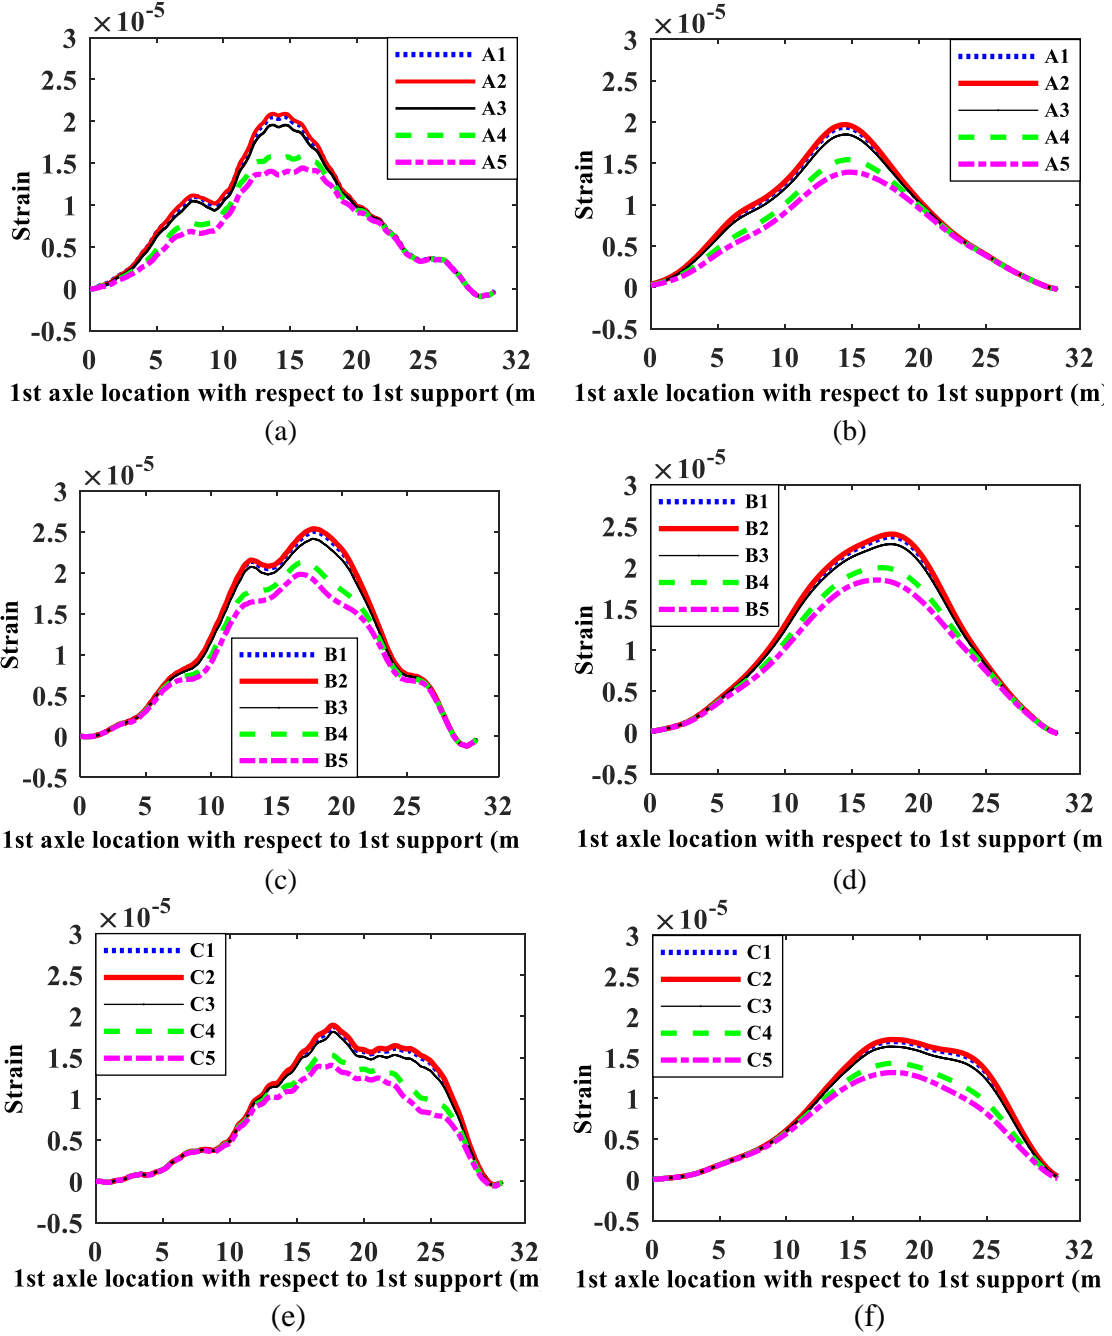 ×10-5
3
2.5
2
1.5
1
0.5
0
-0.5
Strain
A1
A2
A3
A4
A5
0 5 10 15 20 25 32
1st axle location with respect to 1st support (m
(a)
×10-5
3
2.5
2
1.5
1
0.5
0
-0.5
Strain
A1
A2
A3
A4
A5
0 5 10 15 20 25 32
1st axle location with respect to 1st support (m)
(b)
×10-5
3
2.5
2
1.5
1
0.5
0
-0.5
Strain
B1
B2
B3
B4
B5
0 5 10 15 20 25 32
1st axle location with respect to 1st support (m
(c)
×10-5
3
2.5
2
1.5
1
0.5
0
-0.5
Strain
B1
B2
B3
B4
B5
0 5 10 15 20 25 32
1st axle location with respect to 1st support (m
(d)
×10-5
3
2.5
2
1.5
1
0.5
0
-0.5
Strain
C1
C2
C3
C4
C5
0 5 10 15 20 25 32
1st axle location with respect to 1st support (m
(e)
×10-5
3
2.5
2
1.5
1
0.5
0
-0.5
Strain
C1
C2
C3
C4
C5
0 5 10 15 20 25 32
1st axle location with respect to 1st support (m
(f)